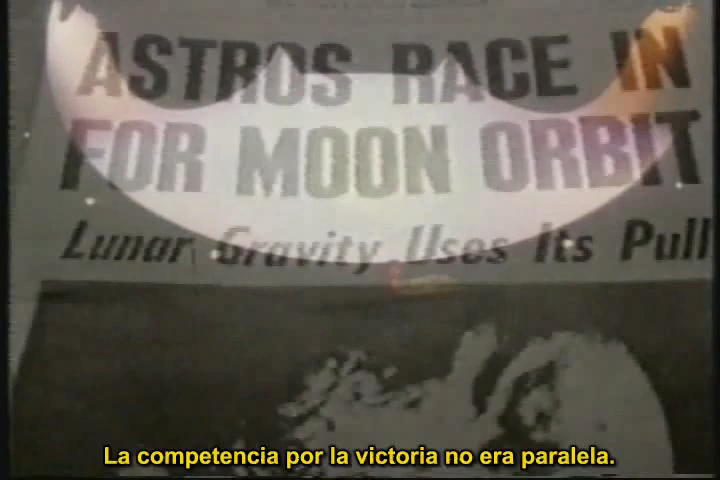 ASTROS RACE IN
FOR MOON ORBIT
Lunar Gravity Uses Its Pull
La competencia por la victoria no era paralela.